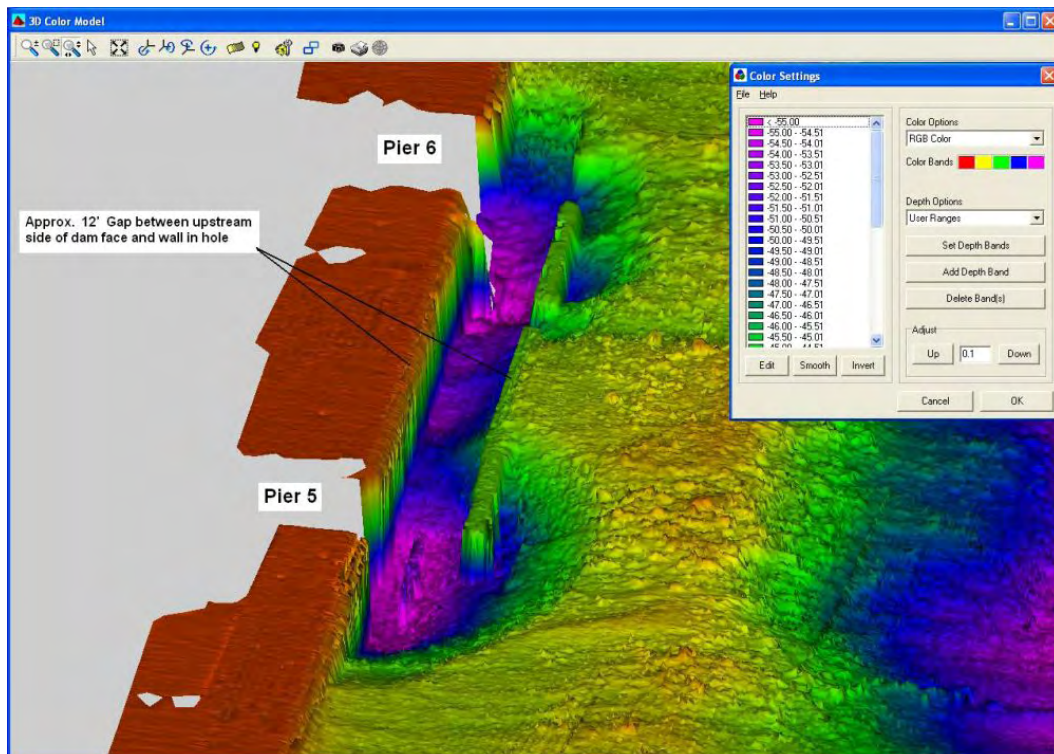 3D Color Model
Pier 6
Approx. 12' Gap between upstream
side of dam face and wall in hole
Pier 5
Color Settings
File Help
< -55.00
-55.00 - -54.51
-54.50 - -54.01
-54.00 - -53.51
-53.50 - -53.01
-53.00 - -52.51
-52.50 - -52.01
-52.00 - -51.51
-51.50 - -51.01
-51.00 - -50.51
-50.50 - -50.01
-50.00 - -49.51
-49.50 - -49.01
-49.00 - -48.51
-48.50 - -48.01
-48.00 - -47.51
-47.50 - -47.01
-47.00 - -46.51
-46.50 - -46.01
-46.00 - -45.51
-45.50 - -45.01
-45.00 - -44.51
Edit Smooth Invert
Color Options
RGB Color
Color Bands
Depth Options
User Ranges
Set Depth Bands
Add Depth Band
Delete Band(s)
Adjust
Up 0.1 Down
Cancel OK